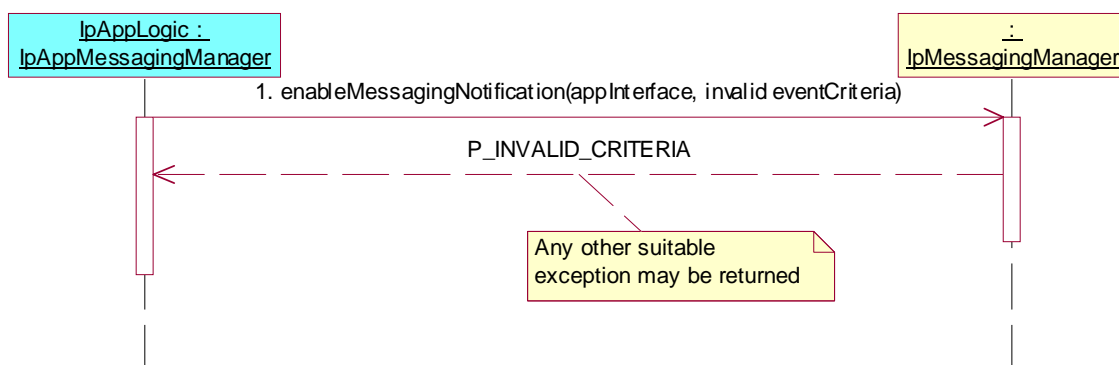 IpAppLogic :
IpAppMessagingManager
:
IpMessagingManager
1. enableMessagingNotification(appInterface, invalid eventCriteria)
P_INVALID_CRITERIA
Any other suitable
exception may be returned